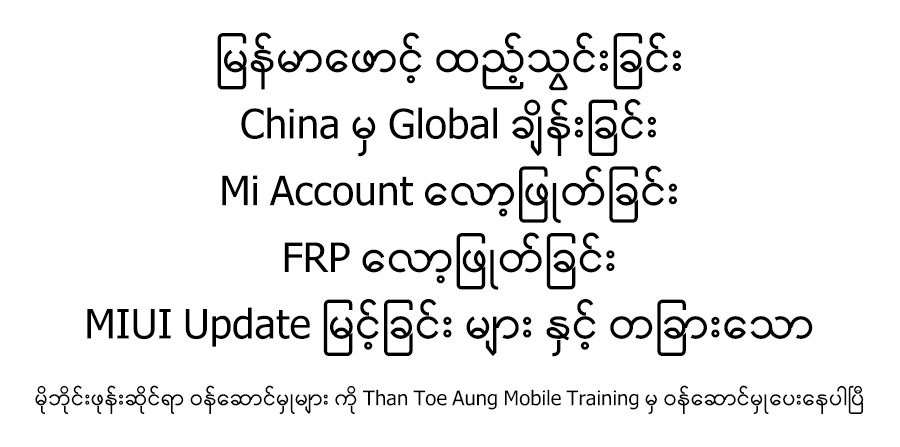 မြန်မာဖောင့် ထည့်သွင်းခြင်း
China မှ Global ချိန်းခြင်း
Mi Account လော့ဖြုတ်ခြင်း
FRP လော့ဖြုတ်ခြင်း
MIUI Update မြင့်ခြင်း များ နှင့် တခြားသော
မိုဘိုင်းဖုန်းဆိုင်ရာ ဝန်ဆောင်မှုများ ကို Than Toe Aung Mobile Training မှ ဝန်ဆောင်မှုပေးနေပါပြီ